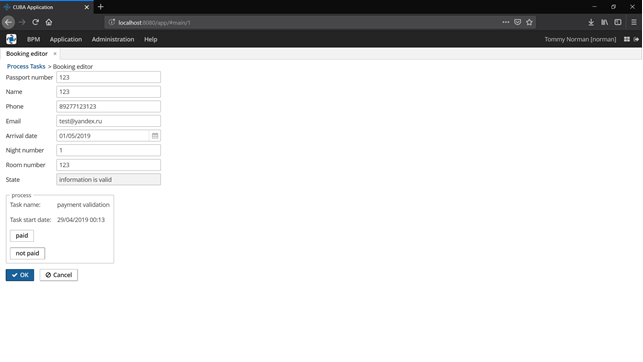 CUBA Application
localhost:8080/app/#main/1
BPM Application Administration Help Tommy Norman [norman]
Booking editor
Process Tasks > Booking editor
Passport number 123
Name 123
Phone 89277123123
Email test@yandex.ru
Arrival date 01/05/2019
Night number 1
Room number 123
State information is valid
process
Task name: payment validation
Task start date: 29/04/2019 00:13
paid
not paid
OK Cancel